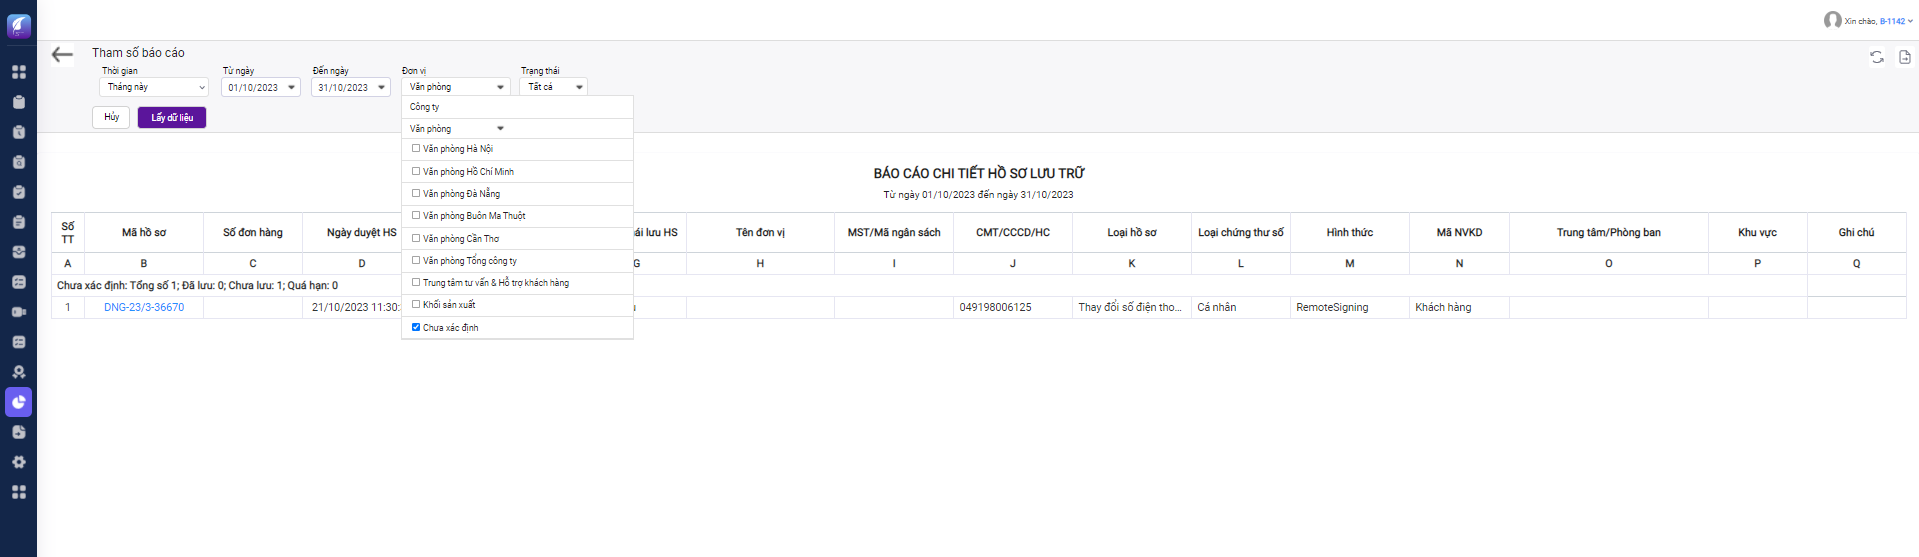 Xin chào, B-1142
Tham số báo cáo
Thời gian Từ ngày Đến ngày Đơn vị Trạng thái
Tháng này 01/10/2023 31/10/2023 Văn phòng Tất cả
Công ty
Hủy Lấy dữ liệu
Văn phòng
Văn phòng Hà Nội
Văn phòng Hồ Chí Minh
Văn phòng Đà Nẵng
Văn phòng Buôn Ma Thuột
Văn phòng Cần Thơ
Văn phòng Tổng công ty
Trung tâm tư vấn & Hỗ trợ khách hàng
Khối sản xuất
Chưa xác định
BÁO CÁO CHI TIẾT HỒ SƠ LƯU TRỮ
Từ ngày 01/10/2023 đến ngày 31/10/2023
Số TT Mã hồ sơ Số đơn hàng Ngày duyệt HS ái lưu HS Tên đơn vị MST/Mã ngân sách CMT/CCCD/HC Loại hồ sơ Loại chứng thư số Hình thức Mã NVKD Trung tâm/Phòng ban Khu vực Ghi chú
A B C D G H I J K L M N O P Q
Chưa xác định: Tổng số 1; Đã lưu: 0; Chưa lưu: 1; Quá hạn: 0
1 DNG-23/3-36670 21/10/2023 11:30: 049198006125 Thay đổi số điện tho... Cá nhân RemoteSigning Khách hàng